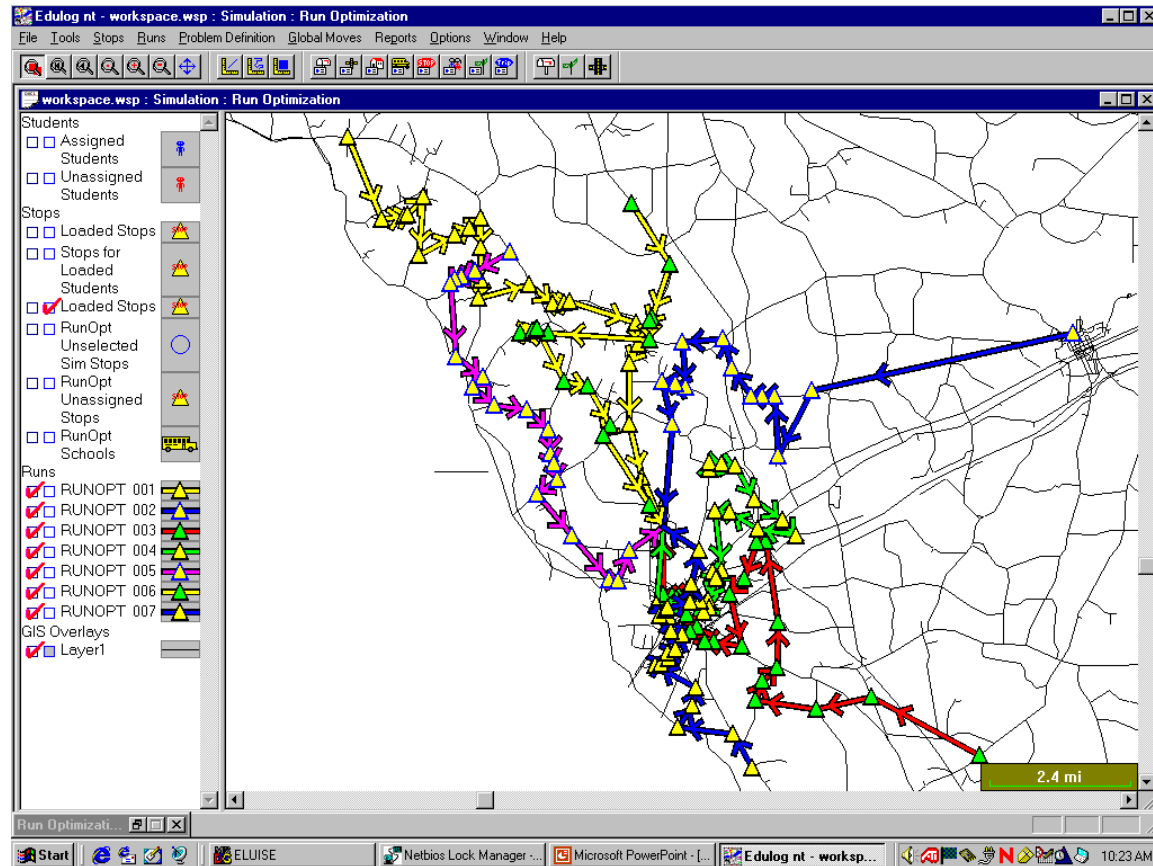 Edulog nt - workspace.wsp : Simulation : Run Optimization
File Tools Stops Runs Problem Definition Global Moves Reports Options Window Help
workspace.wsp : Simulation : Run Optimization
Students
Assigned
Students
Unassigned
Students
Stops
Loaded Stops
Stops for
Loaded
Students
Loaded Stops
RunOpt
Unselected
Sim Stops
RunOpt
Unassigned
Stops
RunOpt
Schools
Runs
RUNOPT 001
RUNOPT 002
RUNOPT 003
RUNOPT 004
RUNOPT 005
RUNOPT 006
RUNOPT 007
GIS Overlays
Layer1
2.4 mi
Run Optimizati...
Start
ELUISE
Netbios Lock Manager -...
Microsoft PowerPoint - [...
Edulog nt - worksp...
10:23 AM